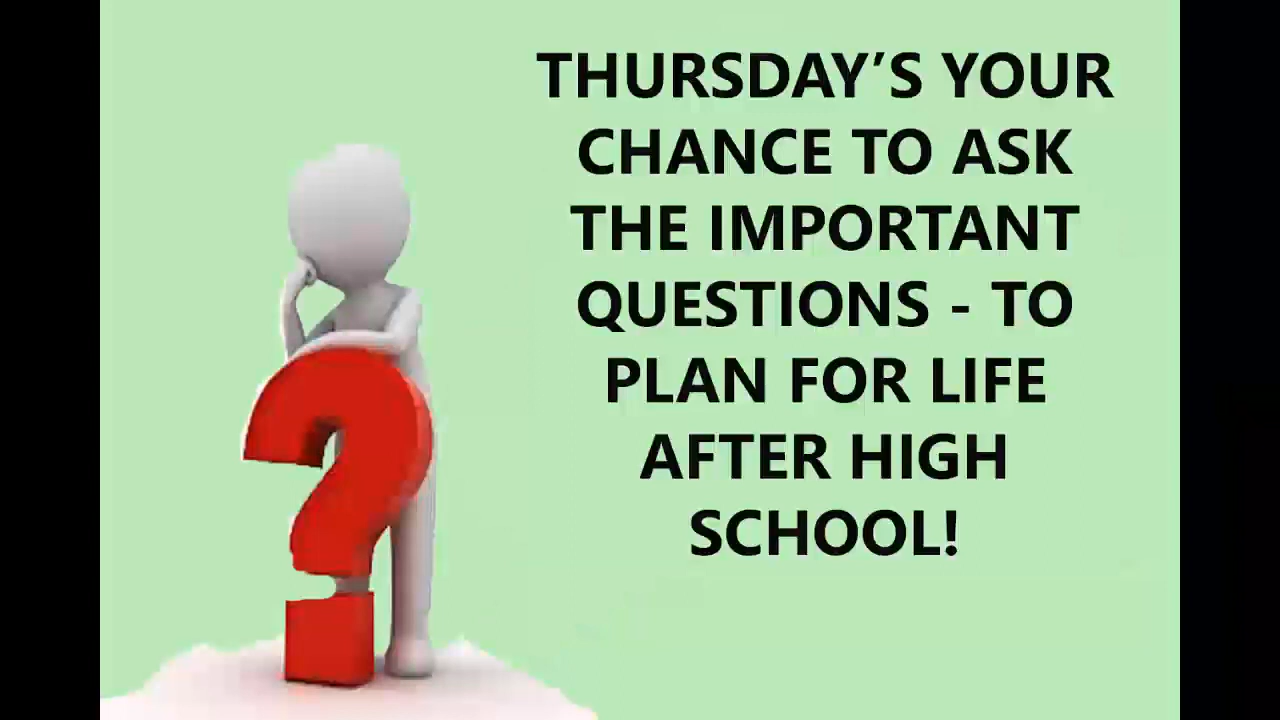 THURSDAY’S YOUR
CHANCE TO ASK
THE IMPORTANT
QUESTIONS - TO
PLAN FOR LIFE
AFTER HIGH
SCHOOL!